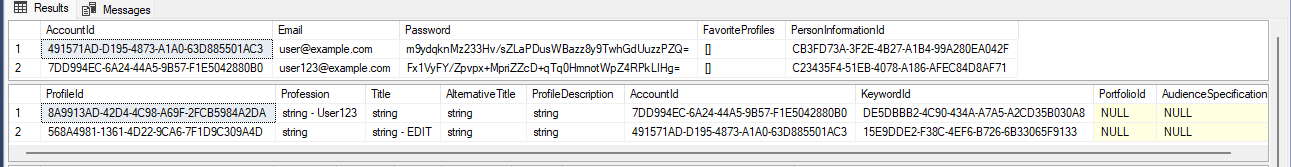 Results Messages
AccountId Email Password FavoriteProfiles PersonInformationId
1 491571AD-D195-4873-A1A0-63D885501AC3 user@example.com m9ydqknMz233Hv/sZLaPDusWBazz8y9TwhGdUuzzPZQ= [] CB3FD73A-3F2E-4B27-A1B4-99A280EA042F
2 7DD994EC-6A24-44A5-9B57-F1E5042880B0 user123@example.com Fx1VyFY/Zpvpx+MpriZZcD+qTq0HmnotWpZ4RPkLIHg= [] C23435F4-51EB-4078-A186-AFEC84D8AF71
ProfileId Profession Title AlternativeTitle ProfileDescription AccountId KeywordId PortfolioId AudienceSpecification
1 8A9913AD-42D4-4C98-A69F-2FCB5984A2DA string - User123 string string string 7DD994EC-6A24-44A5-9B57-F1E5042880B0 DE5DBBB2-4C90-434A-A7A5-A2CD35B030A8 NULL NULL
2 568A4981-1361-4D22-9CA6-7F1D9C309A4D string string - EDIT string string 491571AD-D195-4873-A1A0-63D885501AC3 15E9DDE2-F38C-4EF6-B726-6B33065F9133 NULL NULL